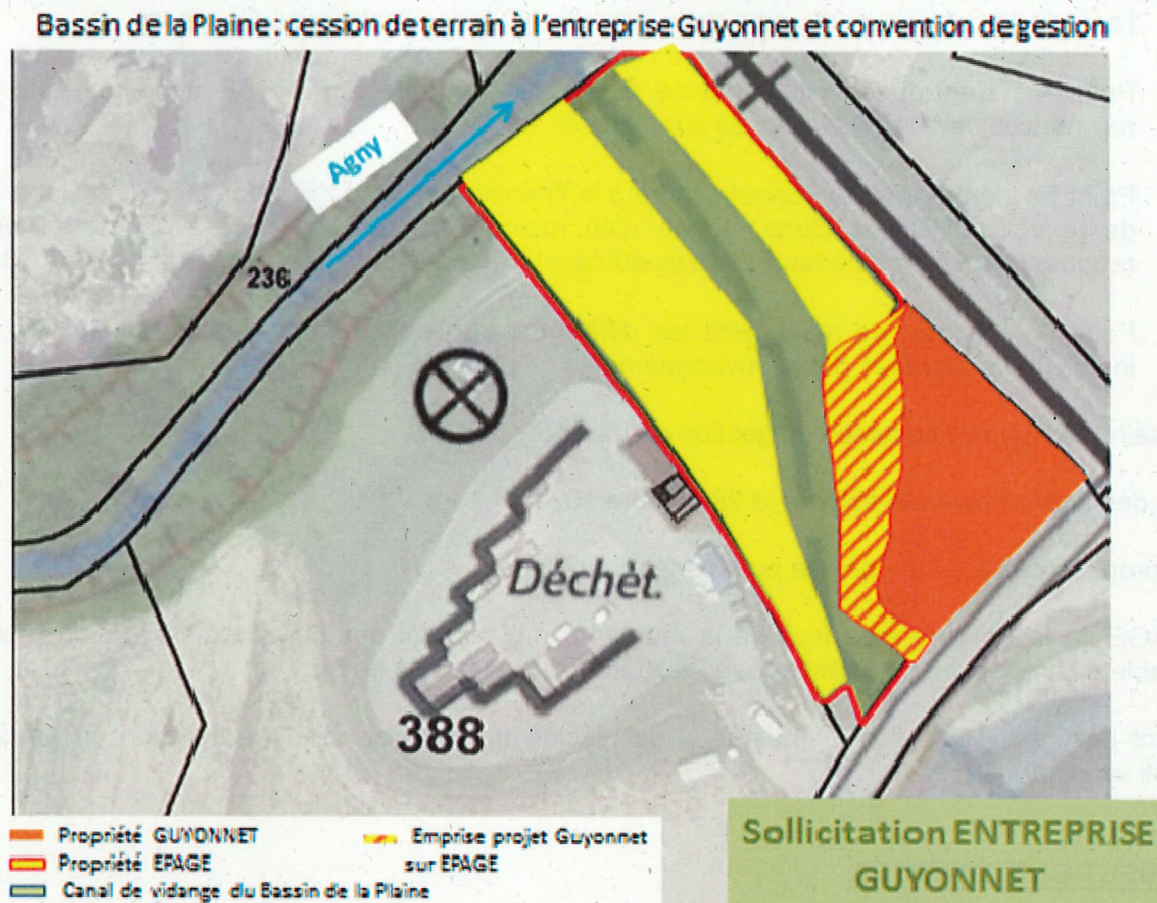 Bassin de la Plaine : cession de terrain à l'entreprise Guyonnet et convention de gestion
Agny
236
Déchèt.
388
Propriété GUYONNET
Emprise projet Guyonnet
sur EPAGE
Propriété EPAGE
Canal de vidange du Bassin de la Plaine
Sollicitation ENTREPRISE
GUYONNET